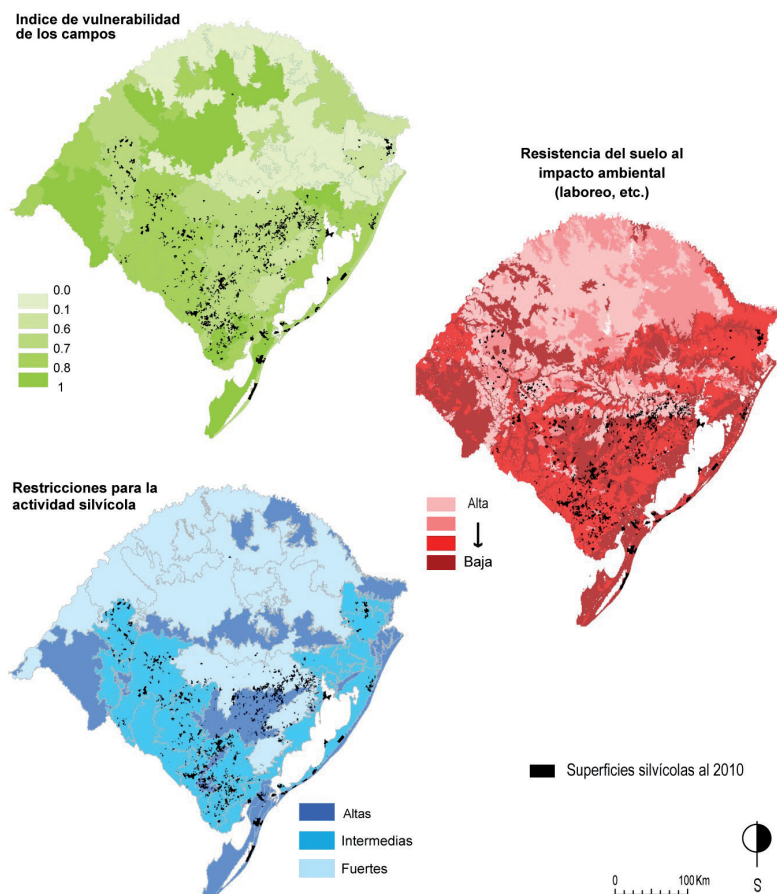 Indice de vulnerabilidad
de los campos
0.0
0.1
0.6
0.7
0.8
1
Resistencia del suelo al
impacto ambiental
(laboreo, etc.)
Alta
Baja
Restricciones para la
actividad silvícola
Altas
Intermedias
Fuertes
Superficies silvícolas al 2010
S
0 100 Km